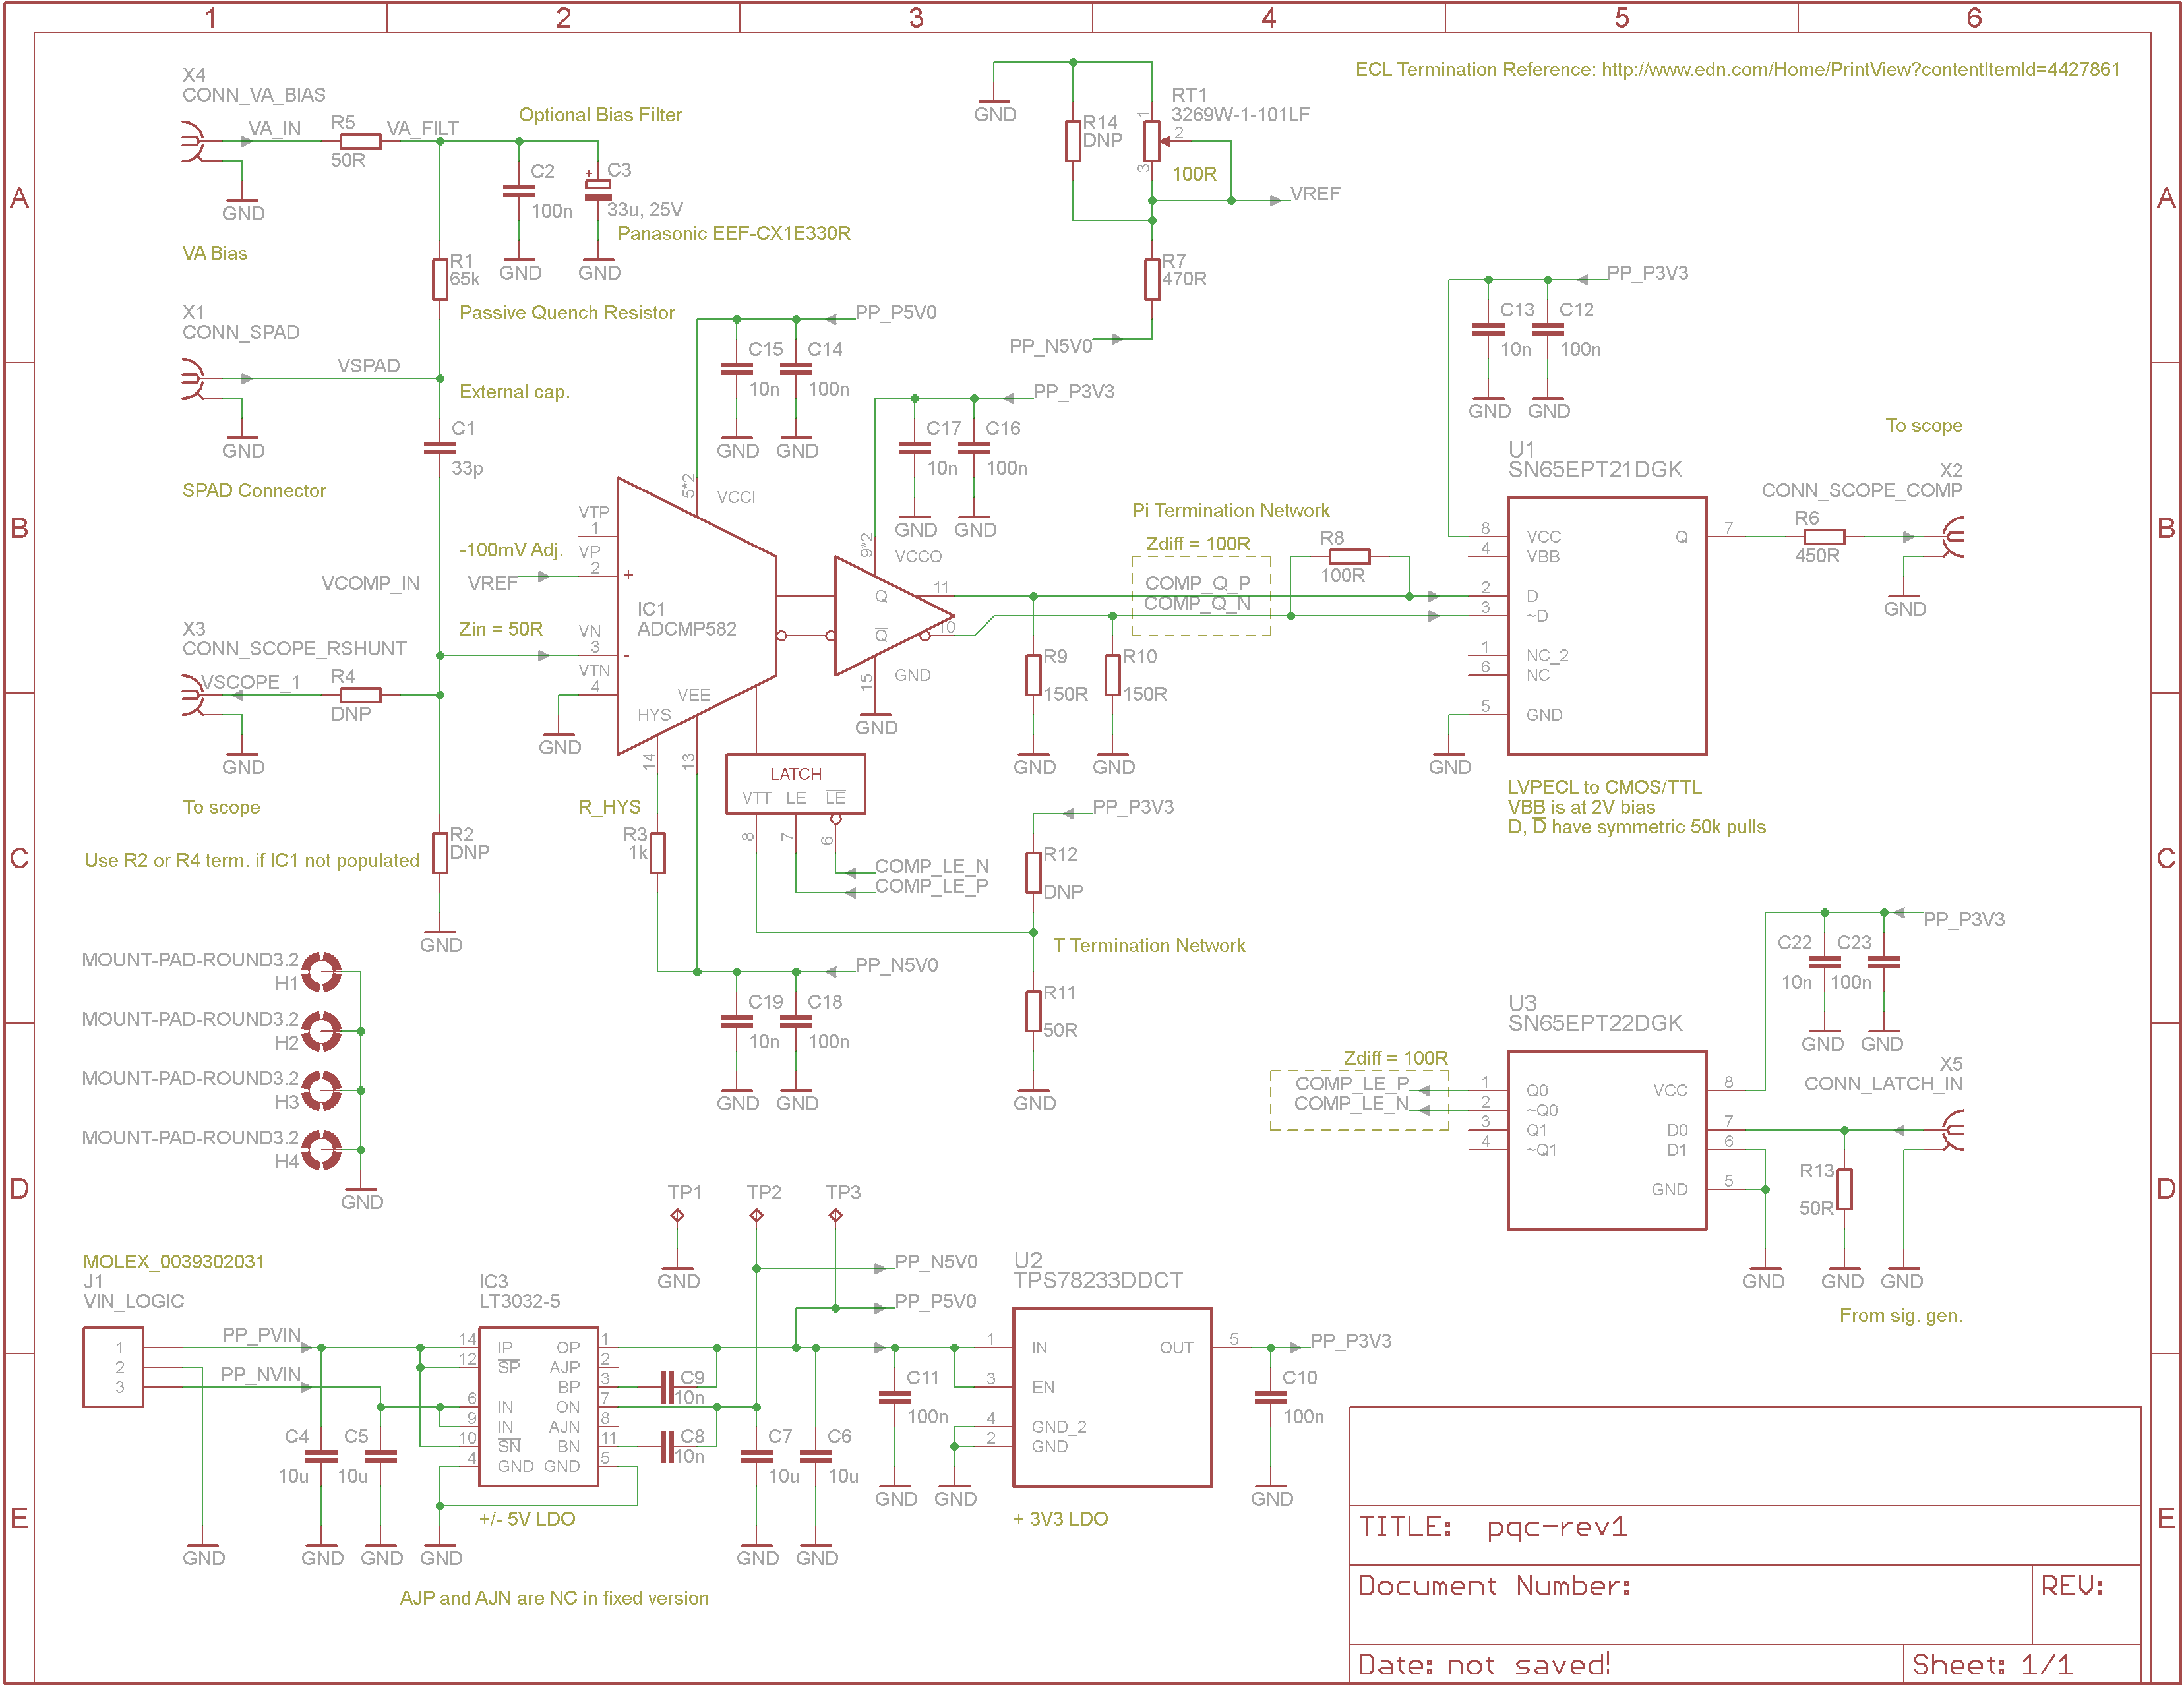 1 2 3 4 5 6
ECL Termination Reference: http://www.edn.com/Home/PrintView?contentItemId=4427861
X4
CONN_VA_BIAS
VA_IN
R5
50R
VA_FILT
GND
VA Bias
Optional Bias Filter
C2
100n
GND
+
C3
33u, 25V
Panasonic EEF-CX1E330R
GND
R1
65k
Passive Quench Resistor
X1
CONN_SPAD
VSPAD
GND
SPAD Connector
External cap.
C1
33p
GND
R14
DNP
RT1
3269W-1-101LF
1
2
3
100R
VREF
R7
470R
PP_N5V0
PP_P5V0
C15
10n
C14
100n
GND
GND
PP_P3V3
C17
10n
C16
100n
GND
GND
5*2
VCCI
VTP
1
-100mV Adj.
VP
2
VREF
+
VCOMP_IN
IC1
ADCMP582
Zin = 50R
VN
3
-
VTN
4
GND
VEE
HYS
14
13
9*2
VCCO
Q
11
Q
10
15
GND
GND
X3
CONN_SCOPE_RSHUNT
VSCOPE_1
R4
DNP
GND
To scope
Use R2 or R4 term. if IC1 not populated
R2
DNP
GND
R_HYS
R3
1k
LATCH
VTT LE LE
8
7
6
COMP_LE_N
COMP_LE_P
PP_N5V0
C19
10n
C18
100n
GND
GND
Pi Termination Network
Zdiff = 100R
COMP_Q_P
COMP_Q_N
R8
100R
R9
150R
R10
150R
GND
GND
PP_P3V3
R12
DNP
T Termination Network
R11
50R
GND
PP_P3V3
C13
10n
C12
100n
GND
GND
U1
SN65EPT21DGK
8 VCC
4 VBB
2 D
3 ~D
1 NC_2
6 NC
5 GND
Q 7
GND
R6
450R
To scope
X2
CONN_SCOPE_COMP
GND
LVPECL to CMOS/TTL
VBB is at 2V bias
D, D have symmetric 50k pulls
PP_P3V3
C22
10n
C23
100n
GND
GND
U3
SN65EPT22DGK
Zdiff = 100R
COMP_LE_P
COMP_LE_N
1 Q0
2 ~Q0
3 Q1
4 ~Q1
VCC 8
D0 7
D1 6
GND 5
X5
CONN_LATCH_IN
R13
50R
GND
GND
GND
From sig. gen.
MOUNT-PAD-ROUND3.2
H1
MOUNT-PAD-ROUND3.2
H2
MOUNT-PAD-ROUND3.2
H3
MOUNT-PAD-ROUND3.2
H4
GND
MOLEX_0039302031
J1
VIN_LOGIC
1
2
3
PP_PVIN
PP_NVIN
GND
C4
10u
C5
10u
GND
GND
GND
IC3
LT3032-5
14 IP OP 1
12 SP AJP 2
BP 3
6 IN ON 7
9 IN AJN 8
10 SN BN 11
4 GND GND 5
+/- 5V LDO
AJP and AJN are NC in fixed version
C9
10n
C8
10n
TP1
GND
TP2
TP3
PP_N5V0
PP_P5V0
C7
10u
C6
10u
GND
GND
C11
100n
GND
GND
U2
TPS78233DDCT
1 IN
3 EN
4 GND_2
2 GND
OUT 5
+ 3V3 LDO
PP_P3V3
C10
100n
GND
A A
B B
C C
D D
E E
TITLE: pqc-rev1
Document Number:
REV:
Date: not saved!
Sheet: 1/1